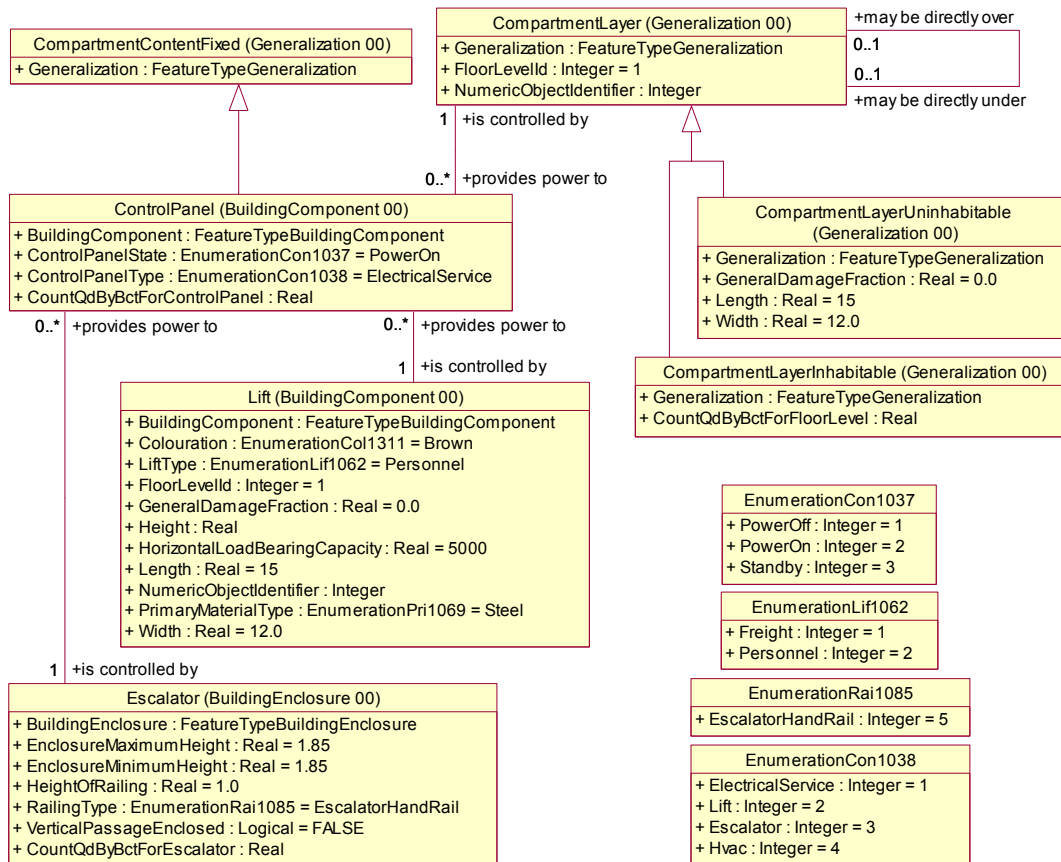 CompartmentContentFixed (Generalization 00)
+ Generalization : FeatureTypeGeneralization
CompartmentLayer (Generalization 00)
+ Generalization : FeatureTypeGeneralization
+ FloorLevelId : Integer = 1
+ NumericObjectIdentifier : Integer
+may be directly over
0..1
0..1
+may be directly under
1
+is controlled by
0..*
+provides power to
ControlPanel (BuildingComponent 00)
+ BuildingComponent : FeatureTypeBuildingComponent
+ ControlPanelState : EnumerationCon1037 = PowerOn
+ ControlPanelType : EnumerationCon1038 = ElectricalService
+ CountQdByBctForControlPanel : Real
CompartmentLayerUninhabitable
(Generalization 00)
+ Generalization : FeatureTypeGeneralization
+ GeneralDamageFraction : Real = 0.0
+ Length : Real = 15
+ Width : Real = 12.0
0..*
+provides power to
0..*
+provides power to
1
+is controlled by
CompartmentLayerInhabitable (Generalization 00)
+ Generalization : FeatureTypeGeneralization
+ CountQdByBctForFloorLevel : Real
Lift (BuildingComponent 00)
+ BuildingComponent : FeatureTypeBuildingComponent
+ Colouration : EnumerationCol1311 = Brown
+ LiftType : EnumerationLif1062 = Personnel
+ FloorLevelId : Integer = 1
+ GeneralDamageFraction : Real = 0.0
+ Height : Real
+ HorizontalLoadBearingCapacity : Real = 5000
+ Length : Real = 15
+ NumericObjectIdentifier : Integer
+ PrimaryMaterialType : EnumerationPri1069 = Steel
+ Width : Real = 12.0
EnumerationCon1037
+ PowerOff : Integer = 1
+ PowerOn : Integer = 2
+ Standby : Integer = 3
EnumerationLif1062
+ Freight : Integer = 1
+ Personnel : Integer = 2
1
+is controlled by
Escalator (BuildingEnclosure 00)
+ BuildingEnclosure : FeatureTypeBuildingEnclosure
+ EnclosureMaximumHeight : Real = 1.85
+ EnclosureMinimumHeight : Real = 1.85
+ HeightOfRailing : Real = 1.0
+ RailingType : EnumerationRai1085 = EscalatorHandRail
+ VerticalPassageEnclosed : Logical = FALSE
+ CountQdByBctForEscalator : Real
EnumerationRai1085
+ EscalatorHandRail : Integer = 5
EnumerationCon1038
+ ElectricalService : Integer = 1
+ Lift : Integer = 2
+ Escalator : Integer = 3
+ Hvac : Integer = 4